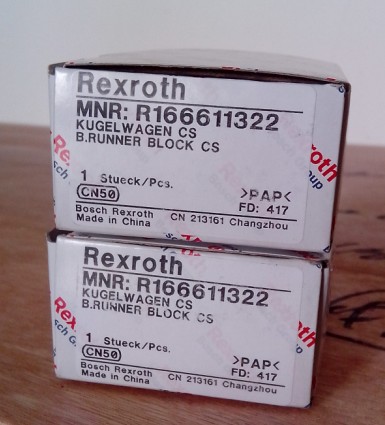 Rexroth
MNR: R166611322
KUGELWAGEN CS
B.RUNNER BLOCK CS
1 Stueck/Pcs.
CN50
>PAP<
FD: 417
Bosch Rexroth
Made in China
CN 213161 Changzhou
Rexroth
MNR: R166611322
KUGELWAGEN CS
B.RUNNER BLOCK CS
1 Stueck/Pcs.
CN50
>PAP<
FD: 417
Bosch Rexroth
Made in China
CN 213161 Changzhou